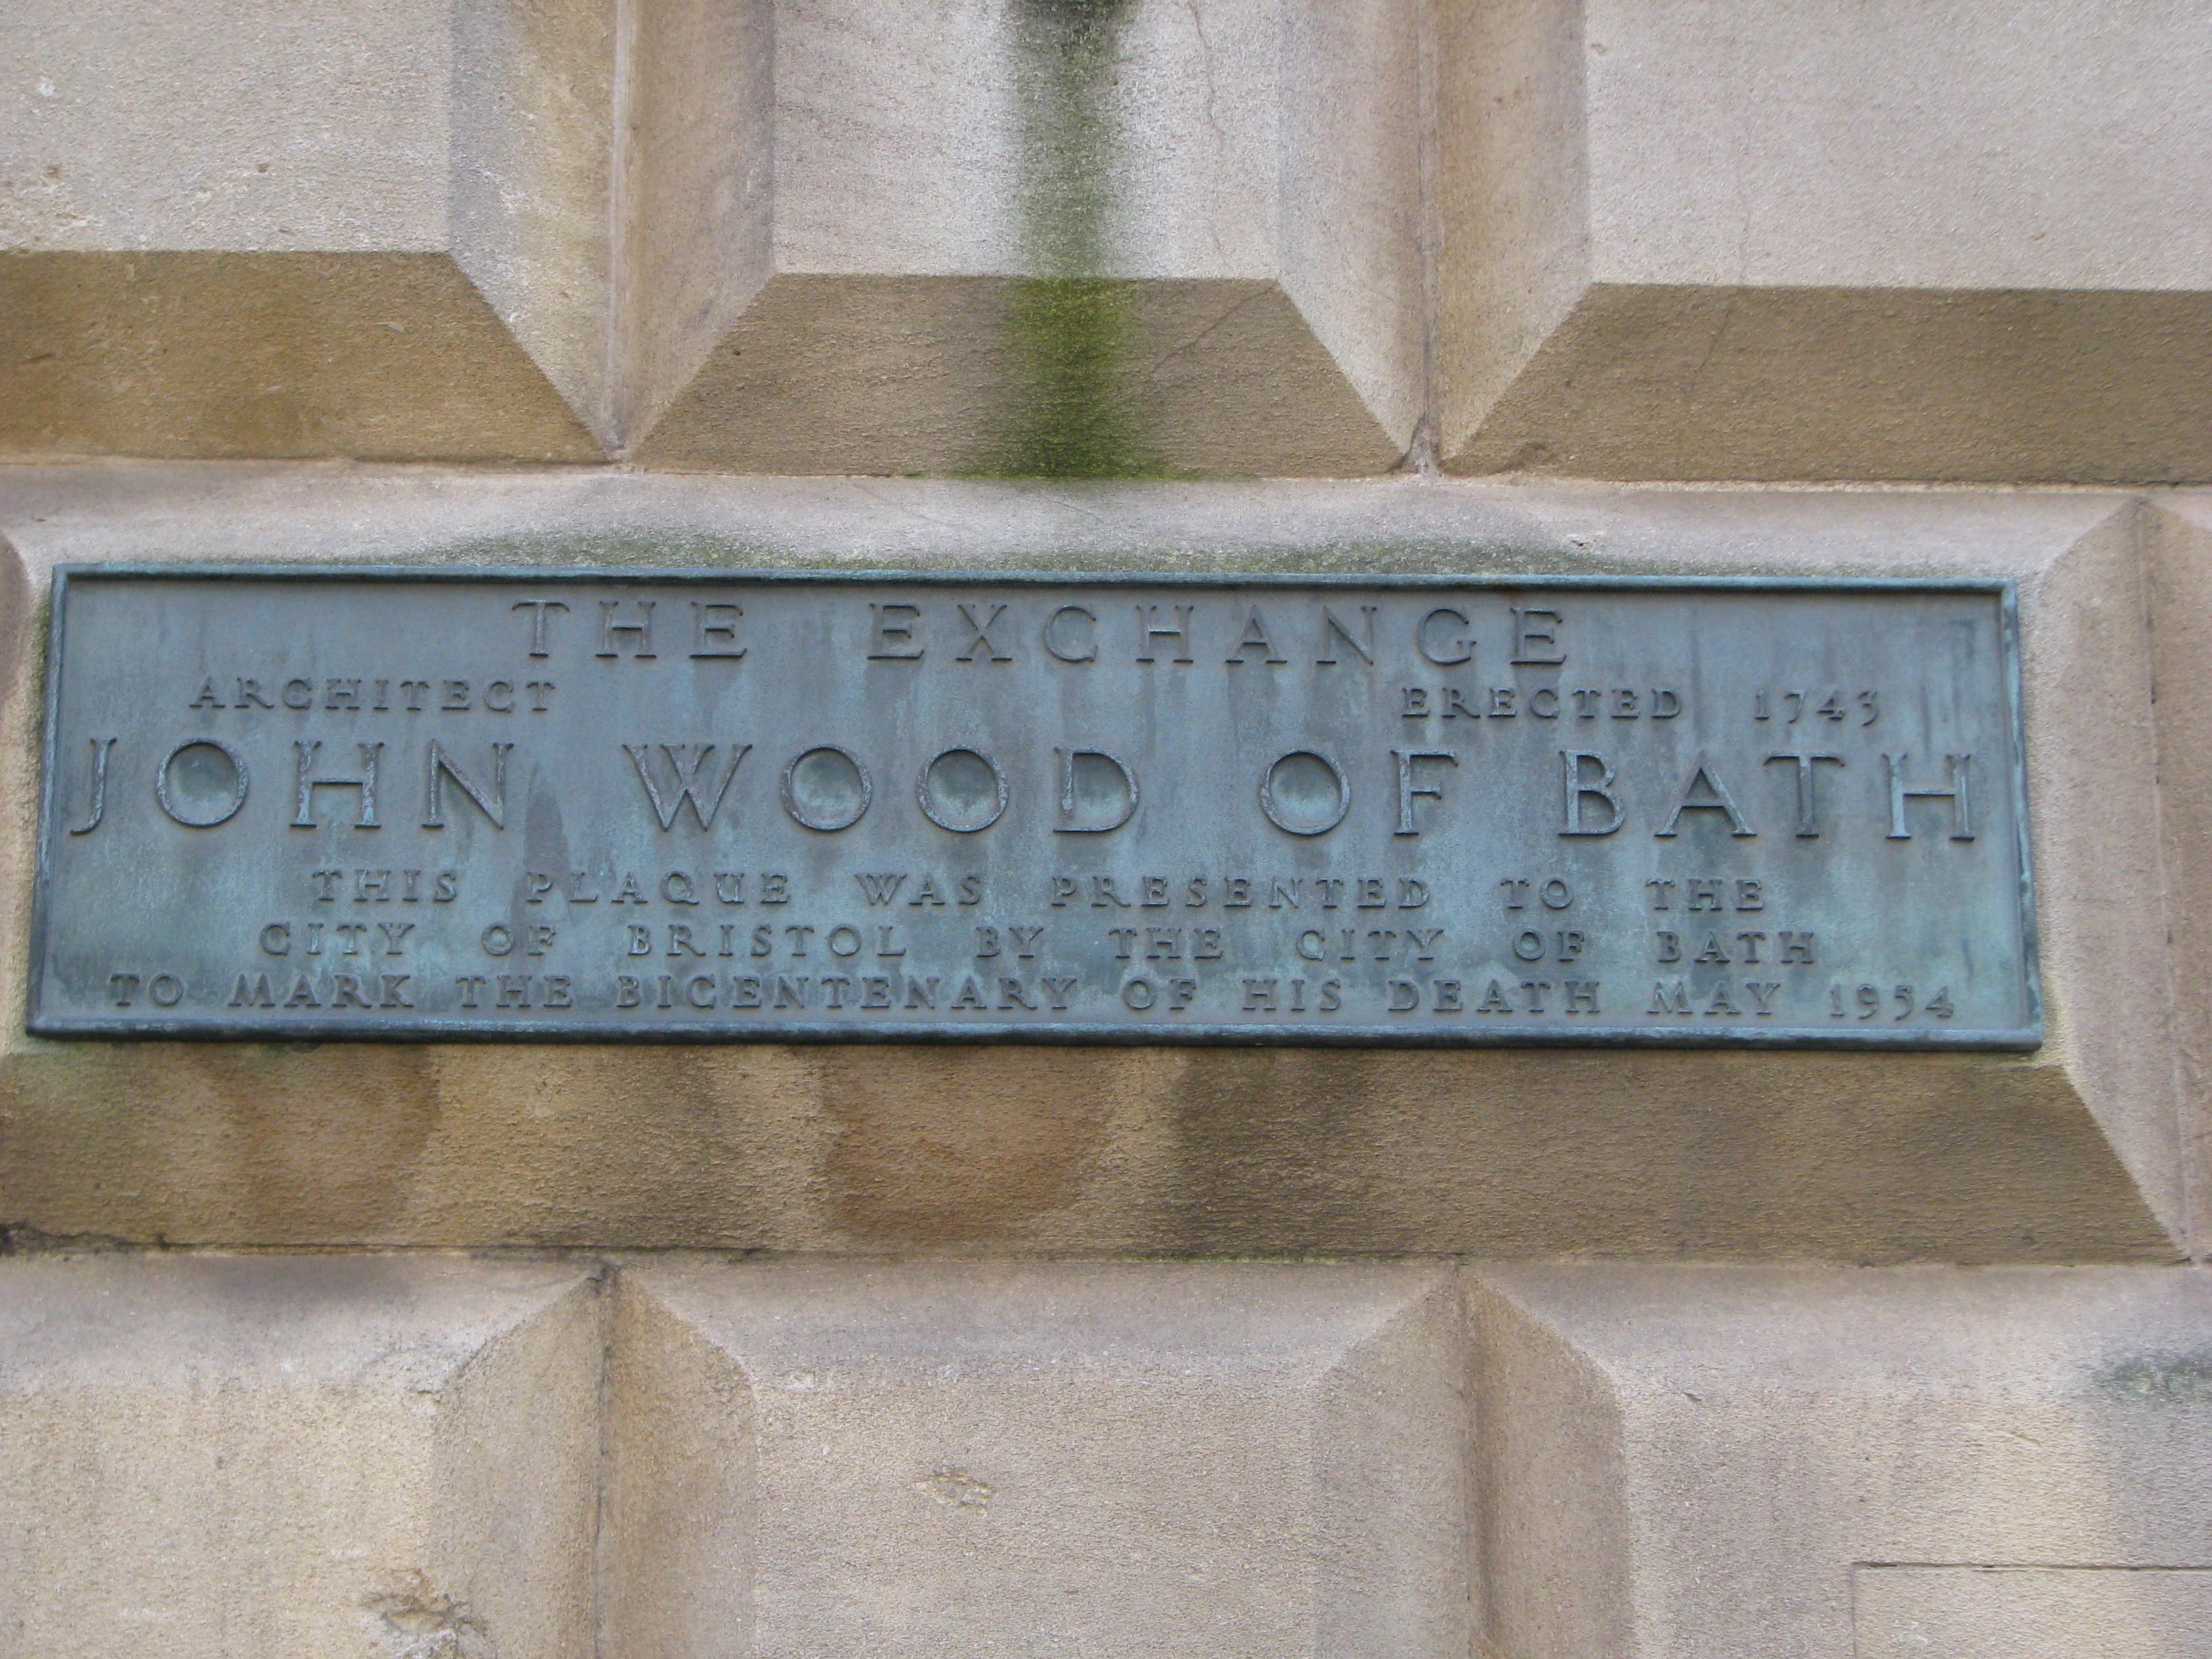 THE EXCHANGE
ARCHITECT ERECTED 1743
JOHN WOOD OF BATH
THIS PLAQUE WAS PRESENTED TO THE
CITY OF BRISTOL BY THE CITY OF BATH
TO MARK THE BICENTENARY OF HIS DEATH MAY 1954